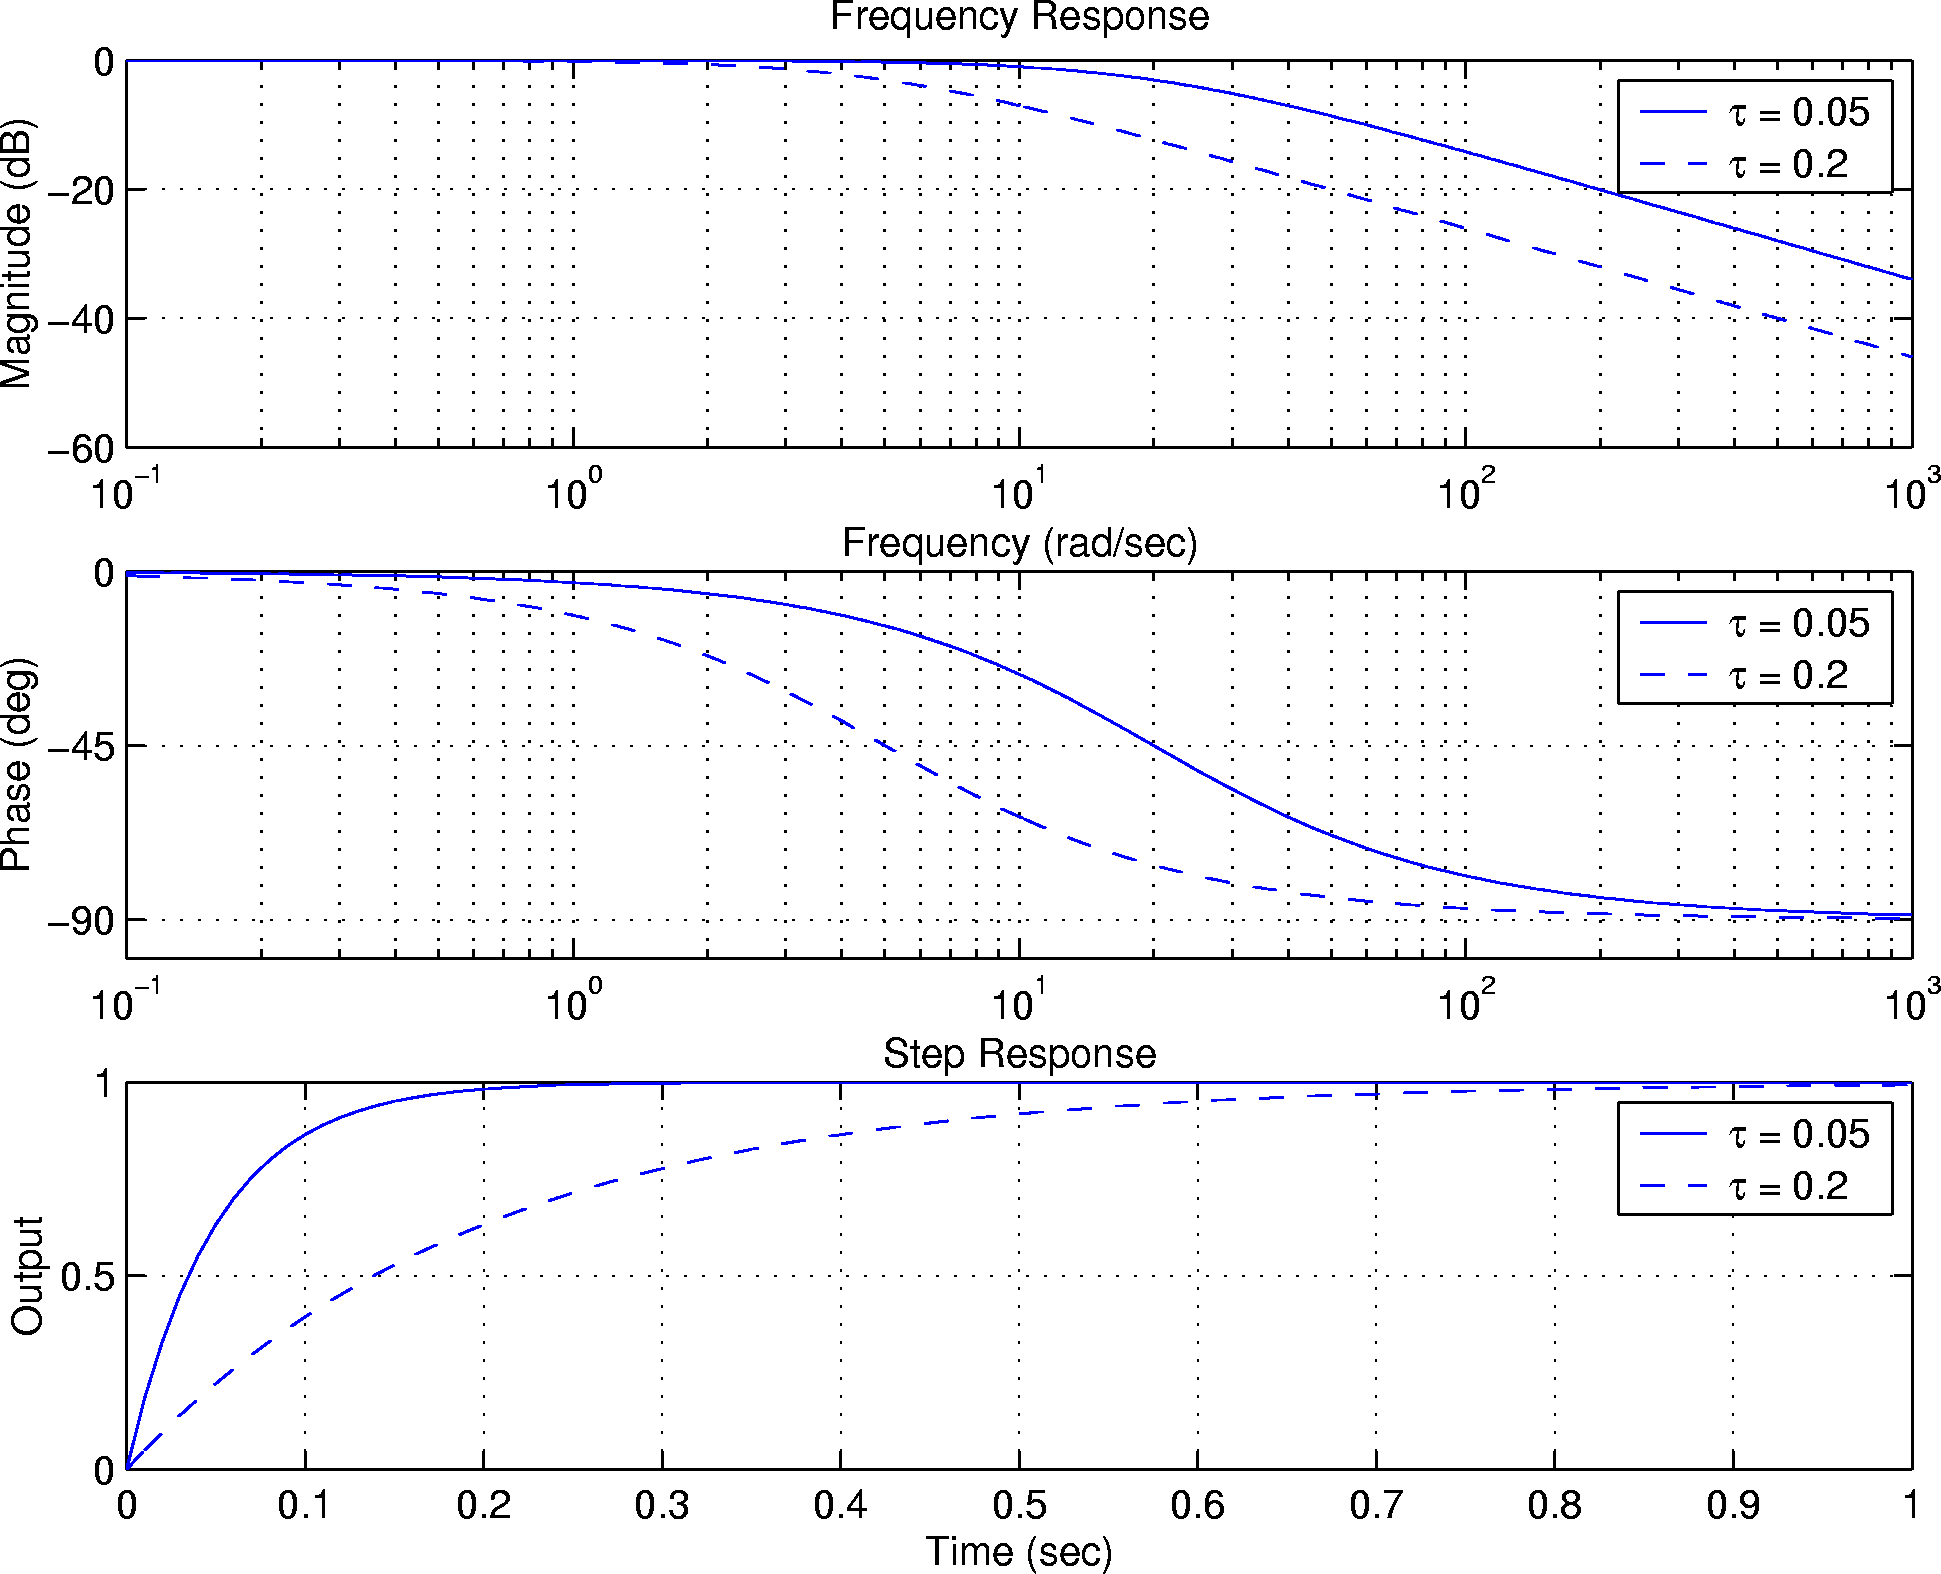 Frequency Response
Magnitude (dB)
0
−20
−40
−60
τ = 0.05
τ = 0.2
10⁻¹ 10⁰ 10¹ 10² 10³
Frequency (rad/sec)
Phase (deg)
0
−45
−90
τ = 0.05
τ = 0.2
10⁻¹ 10⁰ 10¹ 10² 10³
Step Response
Output
1
0.5
0
τ = 0.05
τ = 0.2
0 0.1 0.2 0.3 0.4 0.5 0.6 0.7 0.8 0.9 1
Time (sec)